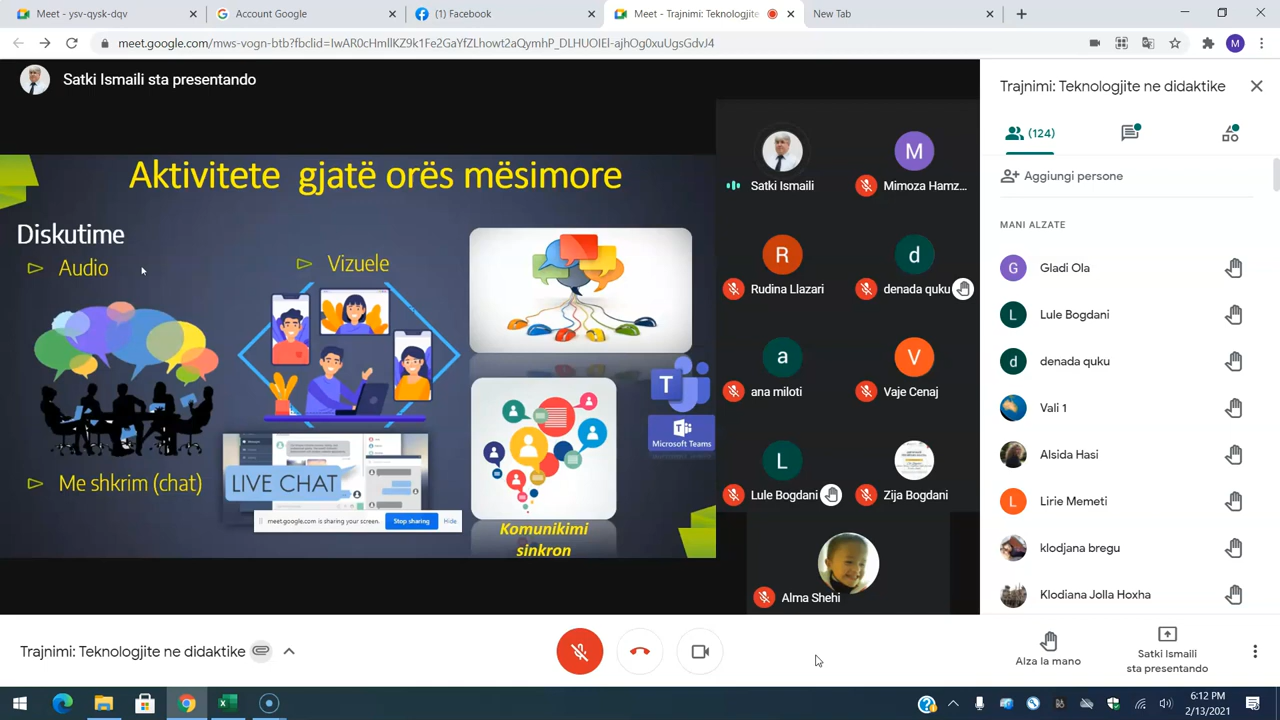 Meet - ysv-qysk-qdv
Account Google
(1) Facebook
Meet - Trajnimi: Teknologjitë
New Tab
meet.google.com/mws-vogn-btb?fbclid=IwAR0cHmllKZ9k1Fe2GaYfZLhowt2aQymhP_DLHUOIEl-ajhOg0xuUgsGdvJ4
M
Satki Ismaili sta presentando
Aktivitete gjatë orës mësimore
Diskutime
Audio
Vizuele
Me shkrim (chat)
LIVE CHAT
meet.google.com is sharing your screen.
Stop sharing
Hide
Komunikimi
sinkron
T
Microsoft Teams
Satki Ismaili
M
Mimoza Hamz...
R
Rudina Llazari
d
denada quku
a
ana miloti
V
Vaje Cenaj
L
Lule Bogdani
Zija Bogdani
Alma Shehi
Trajnimi: Teknologjite ne didaktike
(124)
Aggiungi persone
MANI ALZATE
G
Gladi Ola
L
Lule Bogdani
d
denada quku
Vali 1
Alsida Hasi
L
Lirie Memeti
klodjana bregu
Klodiana Jolla Hoxha
Trajnimi: Teknologjite ne didaktike
Alza la mano
Satki Ismaili
sta presentando
6:12 PM
2/13/2021